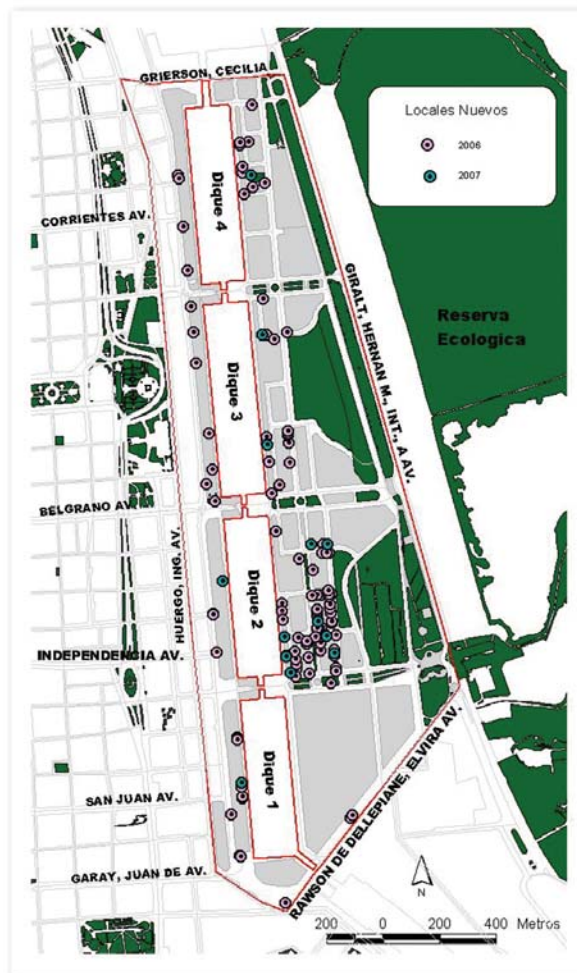 GRIERSON, CECILIA
Locales Nuevos
2006
2007
CORRIENTES AV.
Dique 4
GIRALT, HERNAN M., INT., A AV.
Reserva
Ecologica
Dique 3
BELGRANO AV.
HUERGO, ING. AV.
Dique 2
INDEPENDENCIA AV.
Dique 1
SAN JUAN AV.
RAWSON DE DELLEPIANE, ELVIRA AV.
GARAY, JUAN DE AV.
N
200 0 200 400 Metros